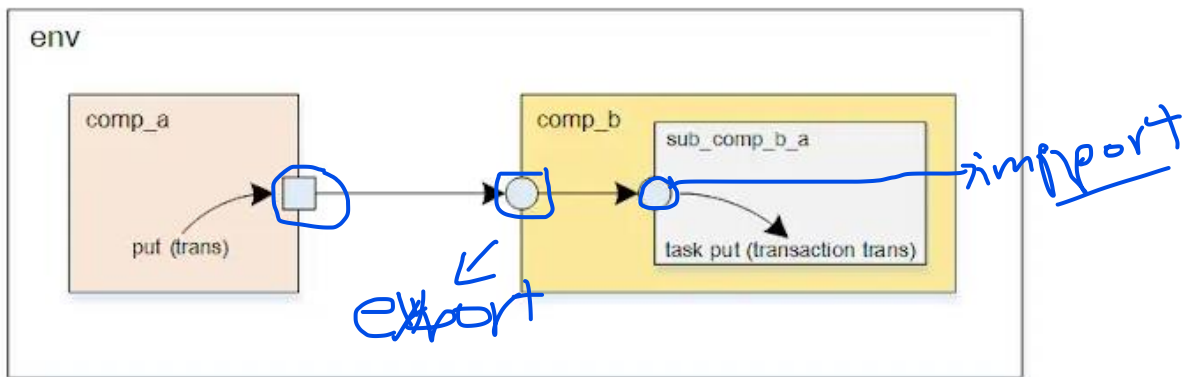 env
comp_a
comp_b
sub_comp_b_a
import
put (trans)
task put (transaction trans)
export